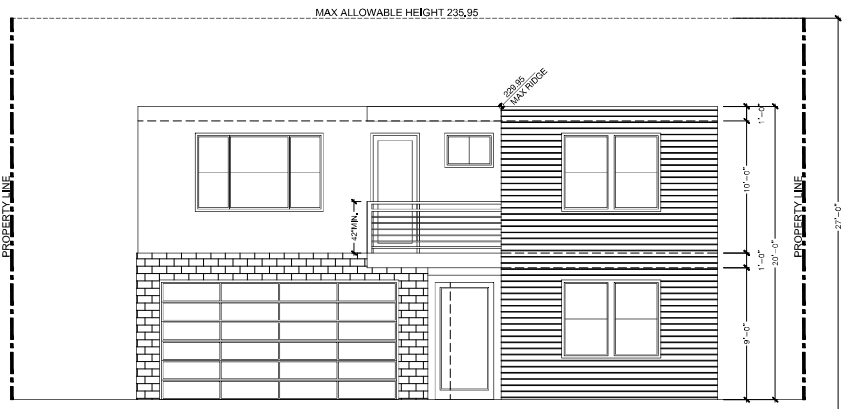 MAX ALLOWABLE HEIGHT 235.95
229.95
MAX RIDGE
PROPERTY LINE
PROPERTY LINE
42"MIN.
1'-0"
10'-0"
1'-0"
20'-0"
9'-0"
27'-0"